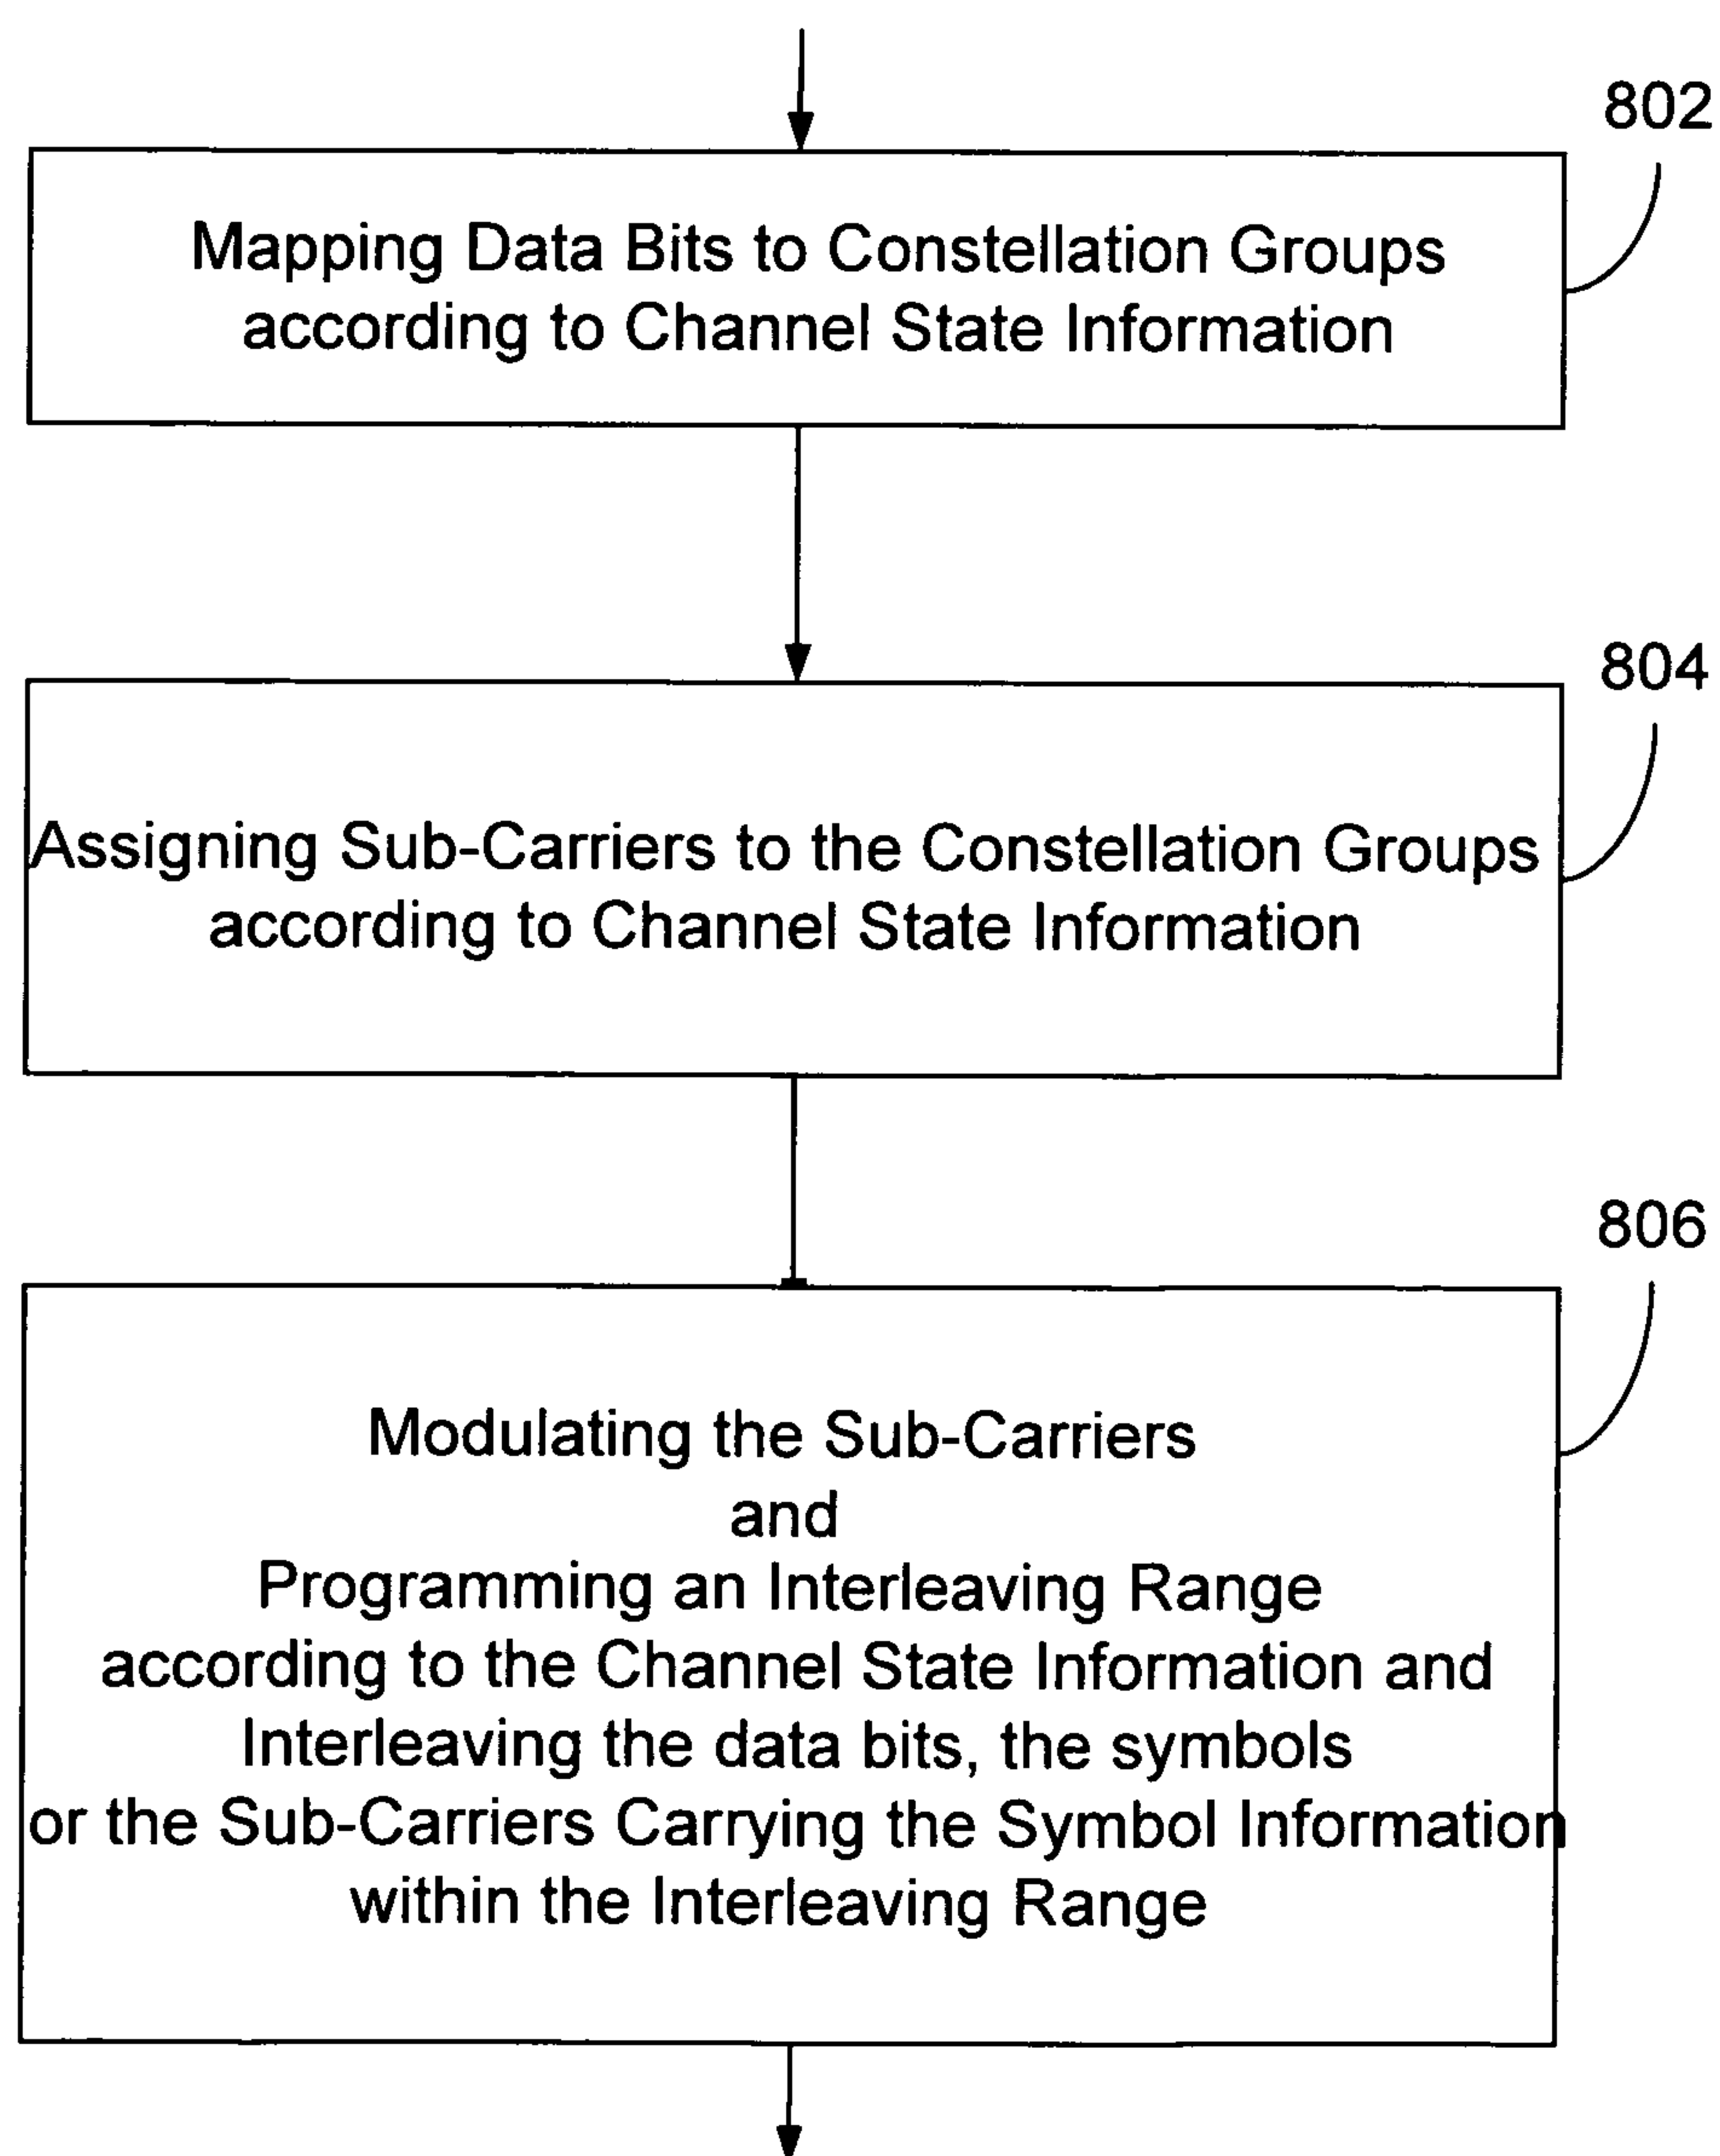 802
Mapping Data Bits to Constellation Groups
according to Channel State Information
804
Assigning Sub-Carriers to the Constellation Groups
according to Channel State Information
806
Modulating the Sub-Carriers
and
Programming an Interleaving Range
according to the Channel State Information and
Interleaving the data bits, the symbols
or the Sub-Carriers Carrying the Symbol Information
within the Interleaving Range